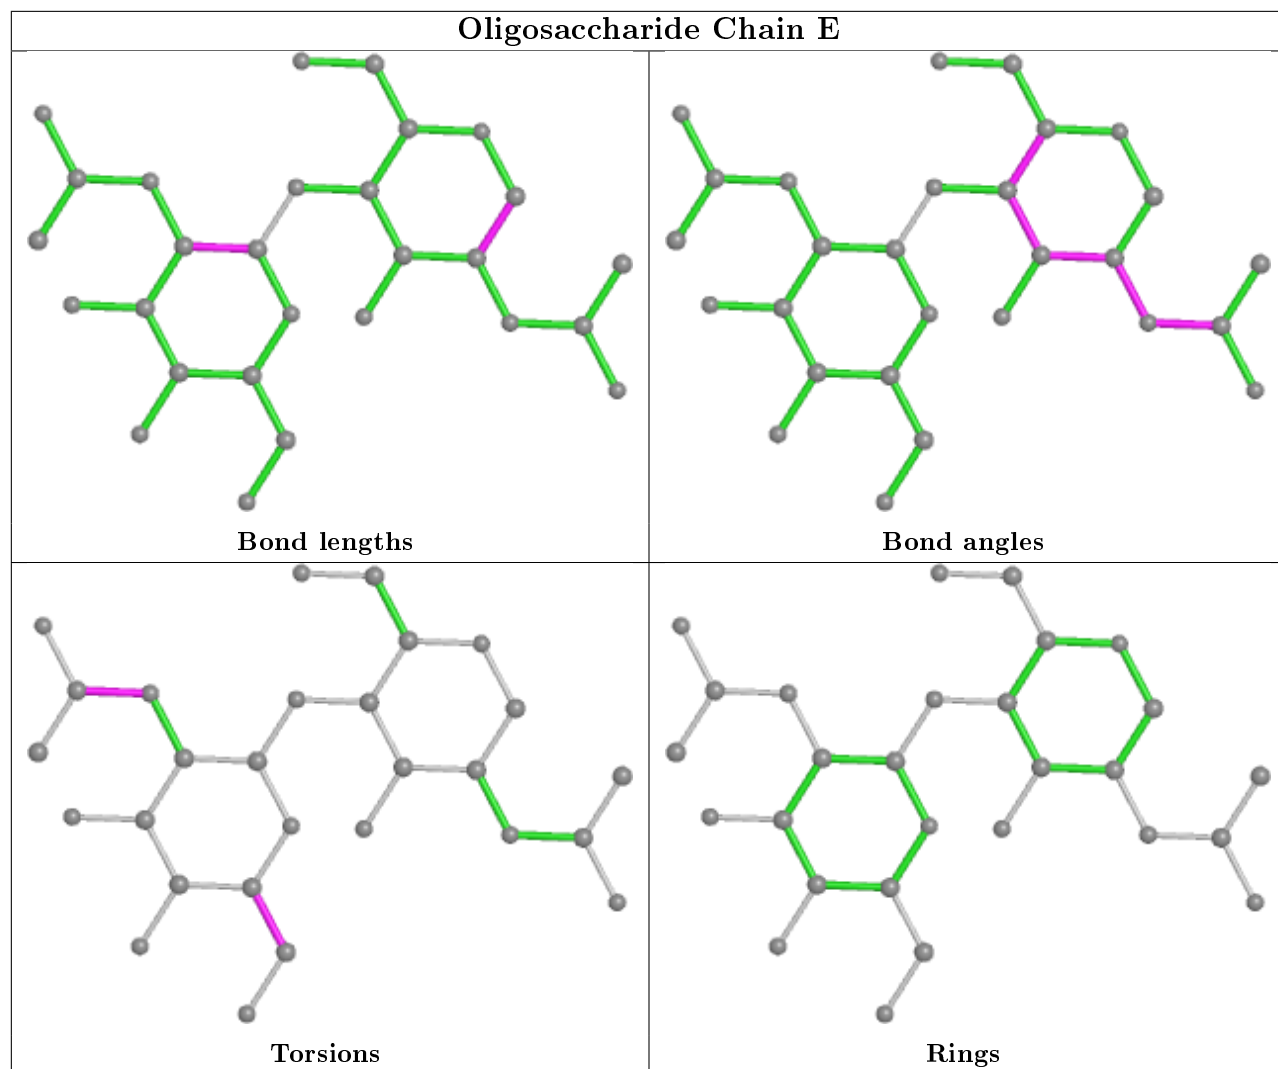 Oligosaccharide Chain E
Bond lengths
Bond angles
Torsions
Rings